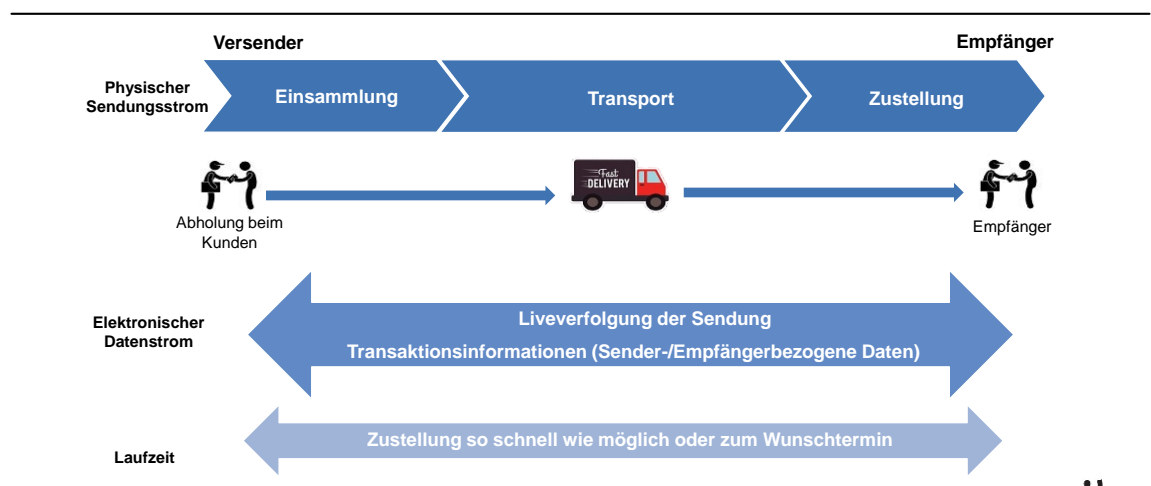 Versender
Empfänger
Physischer
Sendungsstrom
Einsammlung
Transport
Zustellung
Fast
DELIVERY
Abholung beim
Kunden
Empfänger
Elektronischer
Datenstrom
Liveverfolgung der Sendung
Transaktionsinformationen (Sender-/Empfängerbezogene Daten)
Laufzeit
Zustellung so schnell wie möglich oder zum Wunschtermin